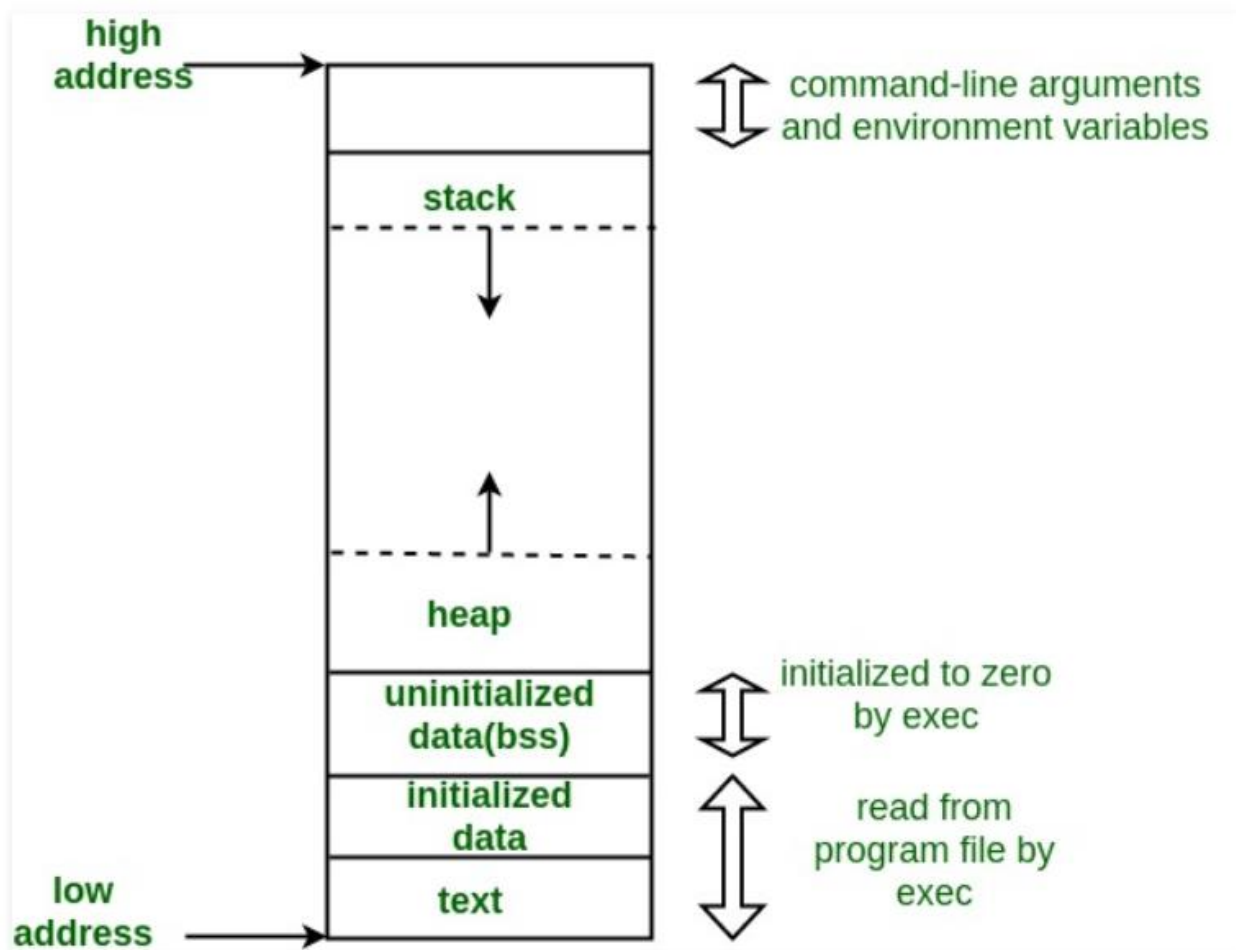 high
address
command-line arguments
and environment variables
stack
heap
uninitialized
data(bss)
initialized to zero
by exec
initialized
data
read from
program file by
exec
text
low
address